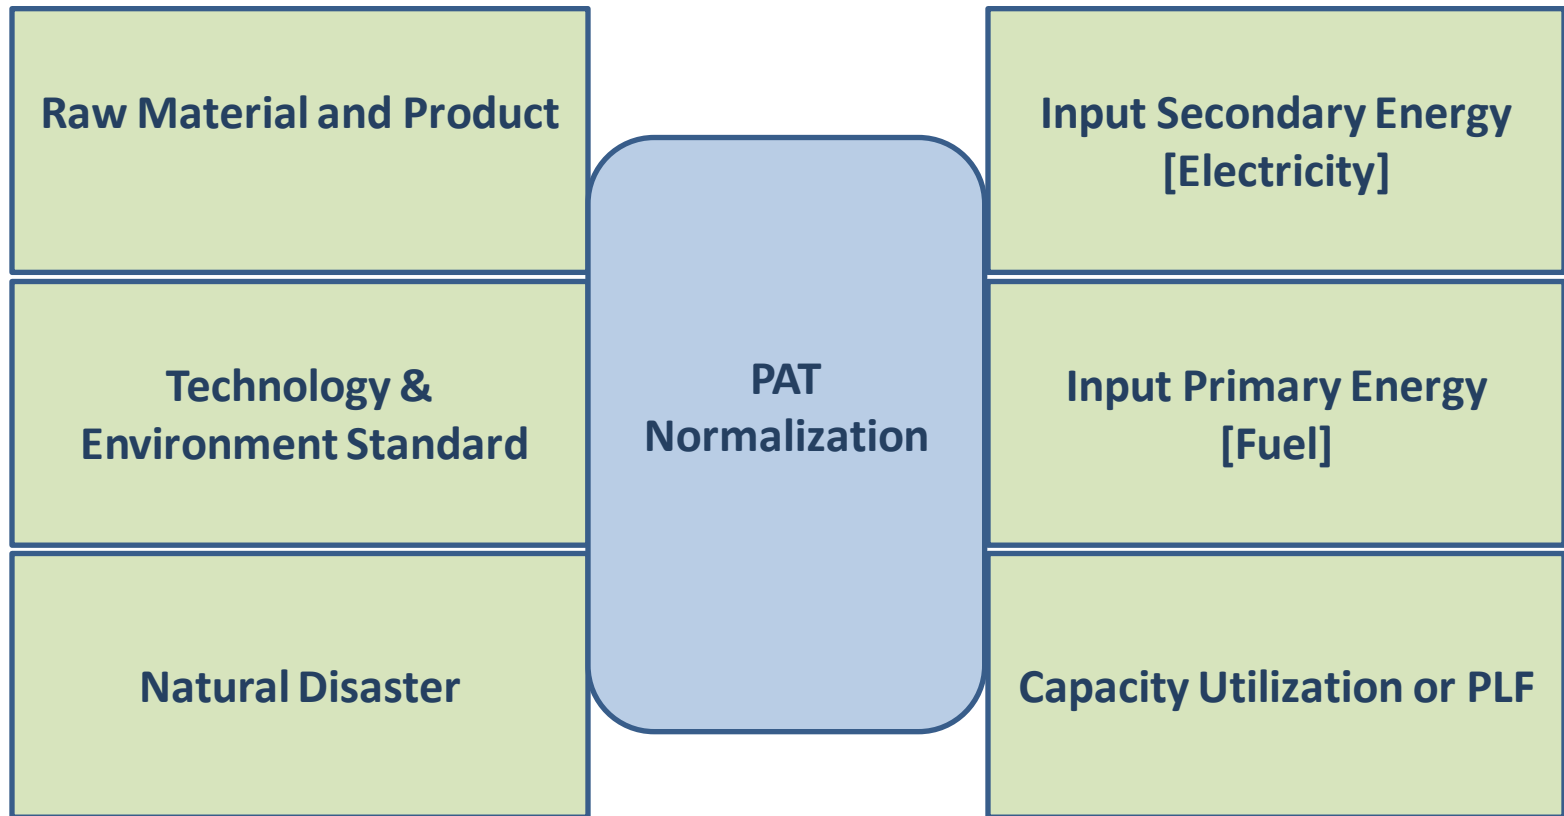 Raw Material and Product
Technology &
Environment Standard
Natural Disaster
PAT
Normalization
Input Secondary Energy
[Electricity]
Input Primary Energy
[Fuel]
Capacity Utilization or PLF